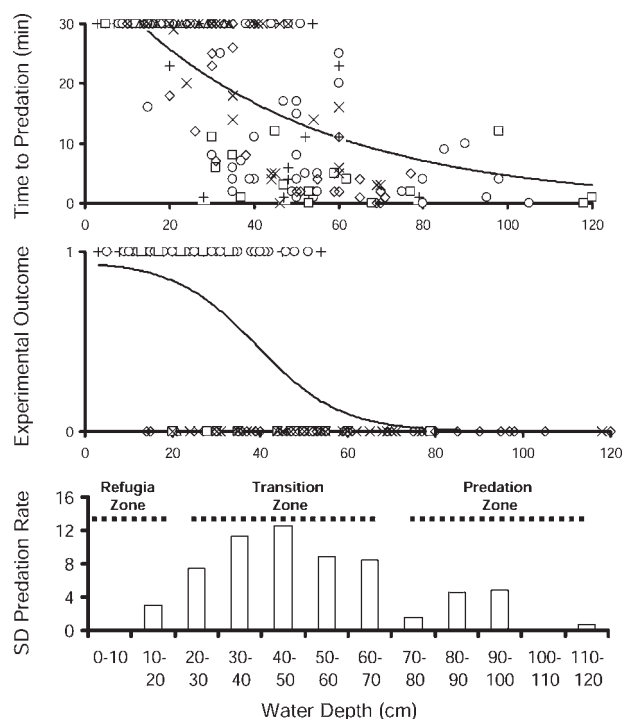 Time to Predation (min)
30
20
10
0
0 20 40 60 80 100 120
Experimental Outcome
1
0
0 20 40 60 80 100 120
SD Predation Rate
16
12
8
4
0
Refugia Zone
Transition Zone
Predation Zone
0-10 10-20 20-30 30-40 40-50 50-60 60-70 70-80 80-90 90-100 100-110 110-120
Water Depth (cm)